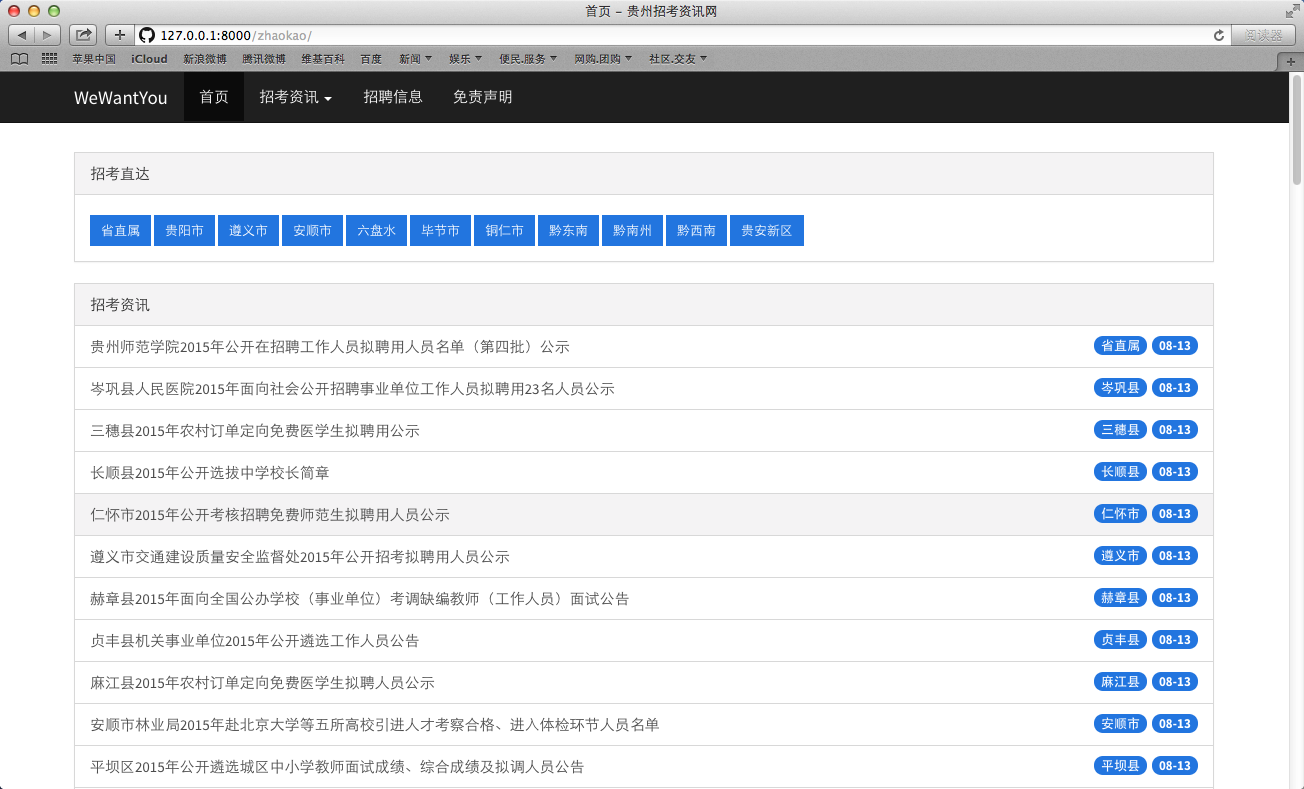 首页 – 贵州招考资讯网
127.0.0.1:8000/zhaokao/
阅读器
苹果中国 iCloud 新浪微博 腾讯微博 维基百科 百度 新闻 娱乐 便民.服务 网购.团购 社区.交友
WeWantYou 首页 招考资讯 招聘信息 免责声明
招考直达
省直属 贵阳市 遵义市 安顺市 六盘水 毕节市 铜仁市 黔东南 黔南州 黔西南 贵安新区
招考资讯
贵州师范学院2015年公开在招聘工作人员拟聘用人员名单（第四批）公示 省直属 08-13
岑巩县人民医院2015年面向社会公开招聘事业单位工作人员拟聘用23名人员公示 岑巩县 08-13
三穗县2015年农村订单定向免费医学生拟聘用公示 三穗县 08-13
长顺县2015年公开选拔中学校长简章 长顺县 08-13
仁怀市2015年公开考核招聘免费师范生拟聘用人员公示 仁怀市 08-13
遵义市交通建设质量安全监督处2015年公开招考拟聘用人员公示 遵义市 08-13
赫章县2015年面向全国公办学校（事业单位）考调缺编教师（工作人员）面试公告 赫章县 08-13
贞丰县机关事业单位2015年公开遴选工作人员公告 贞丰县 08-13
麻江县2015年农村订单定向免费医学生拟聘人员公示 麻江县 08-13
安顺市林业局2015年赴北京大学等五所高校引进人才考察合格、进入体检环节人员名单 安顺市 08-13
平坝区2015年公开遴选城区中小学教师面试成绩、综合成绩及拟调人员公告 平坝县 08-13